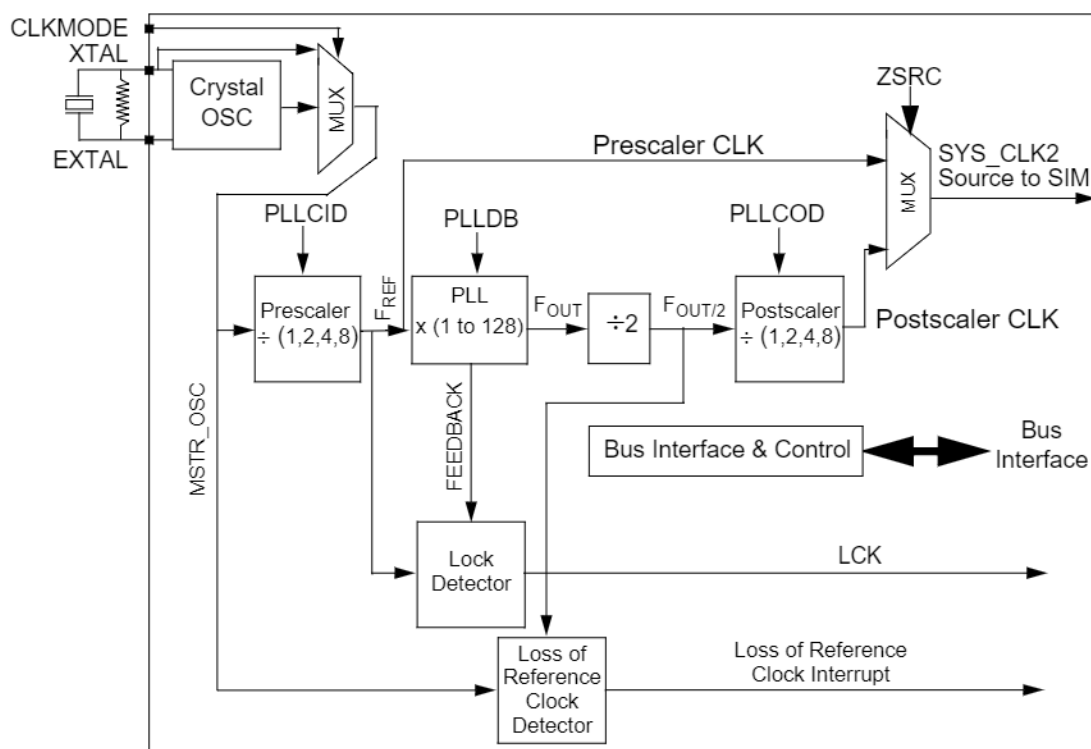 CLKMODE
XTAL
Crystal
OSC
MUX
EXTAL
ZSRC
Prescaler CLK
MUX
SYS_CLK2
Source to SIM
PLLCID
PLLDB
PLLCOD
Prescaler
÷ (1,2,4,8)
FREF
PLL
x (1 to 128)
FOUT
÷2
FOUT/2
Postscaler
÷ (1,2,4,8)
Postscaler CLK
MSTR_OSC
FEEDBACK
Bus Interface & Control
Bus
Interface
Lock
Detector
LCK
Loss of
Reference
Clock
Detector
Loss of Reference
Clock Interrupt